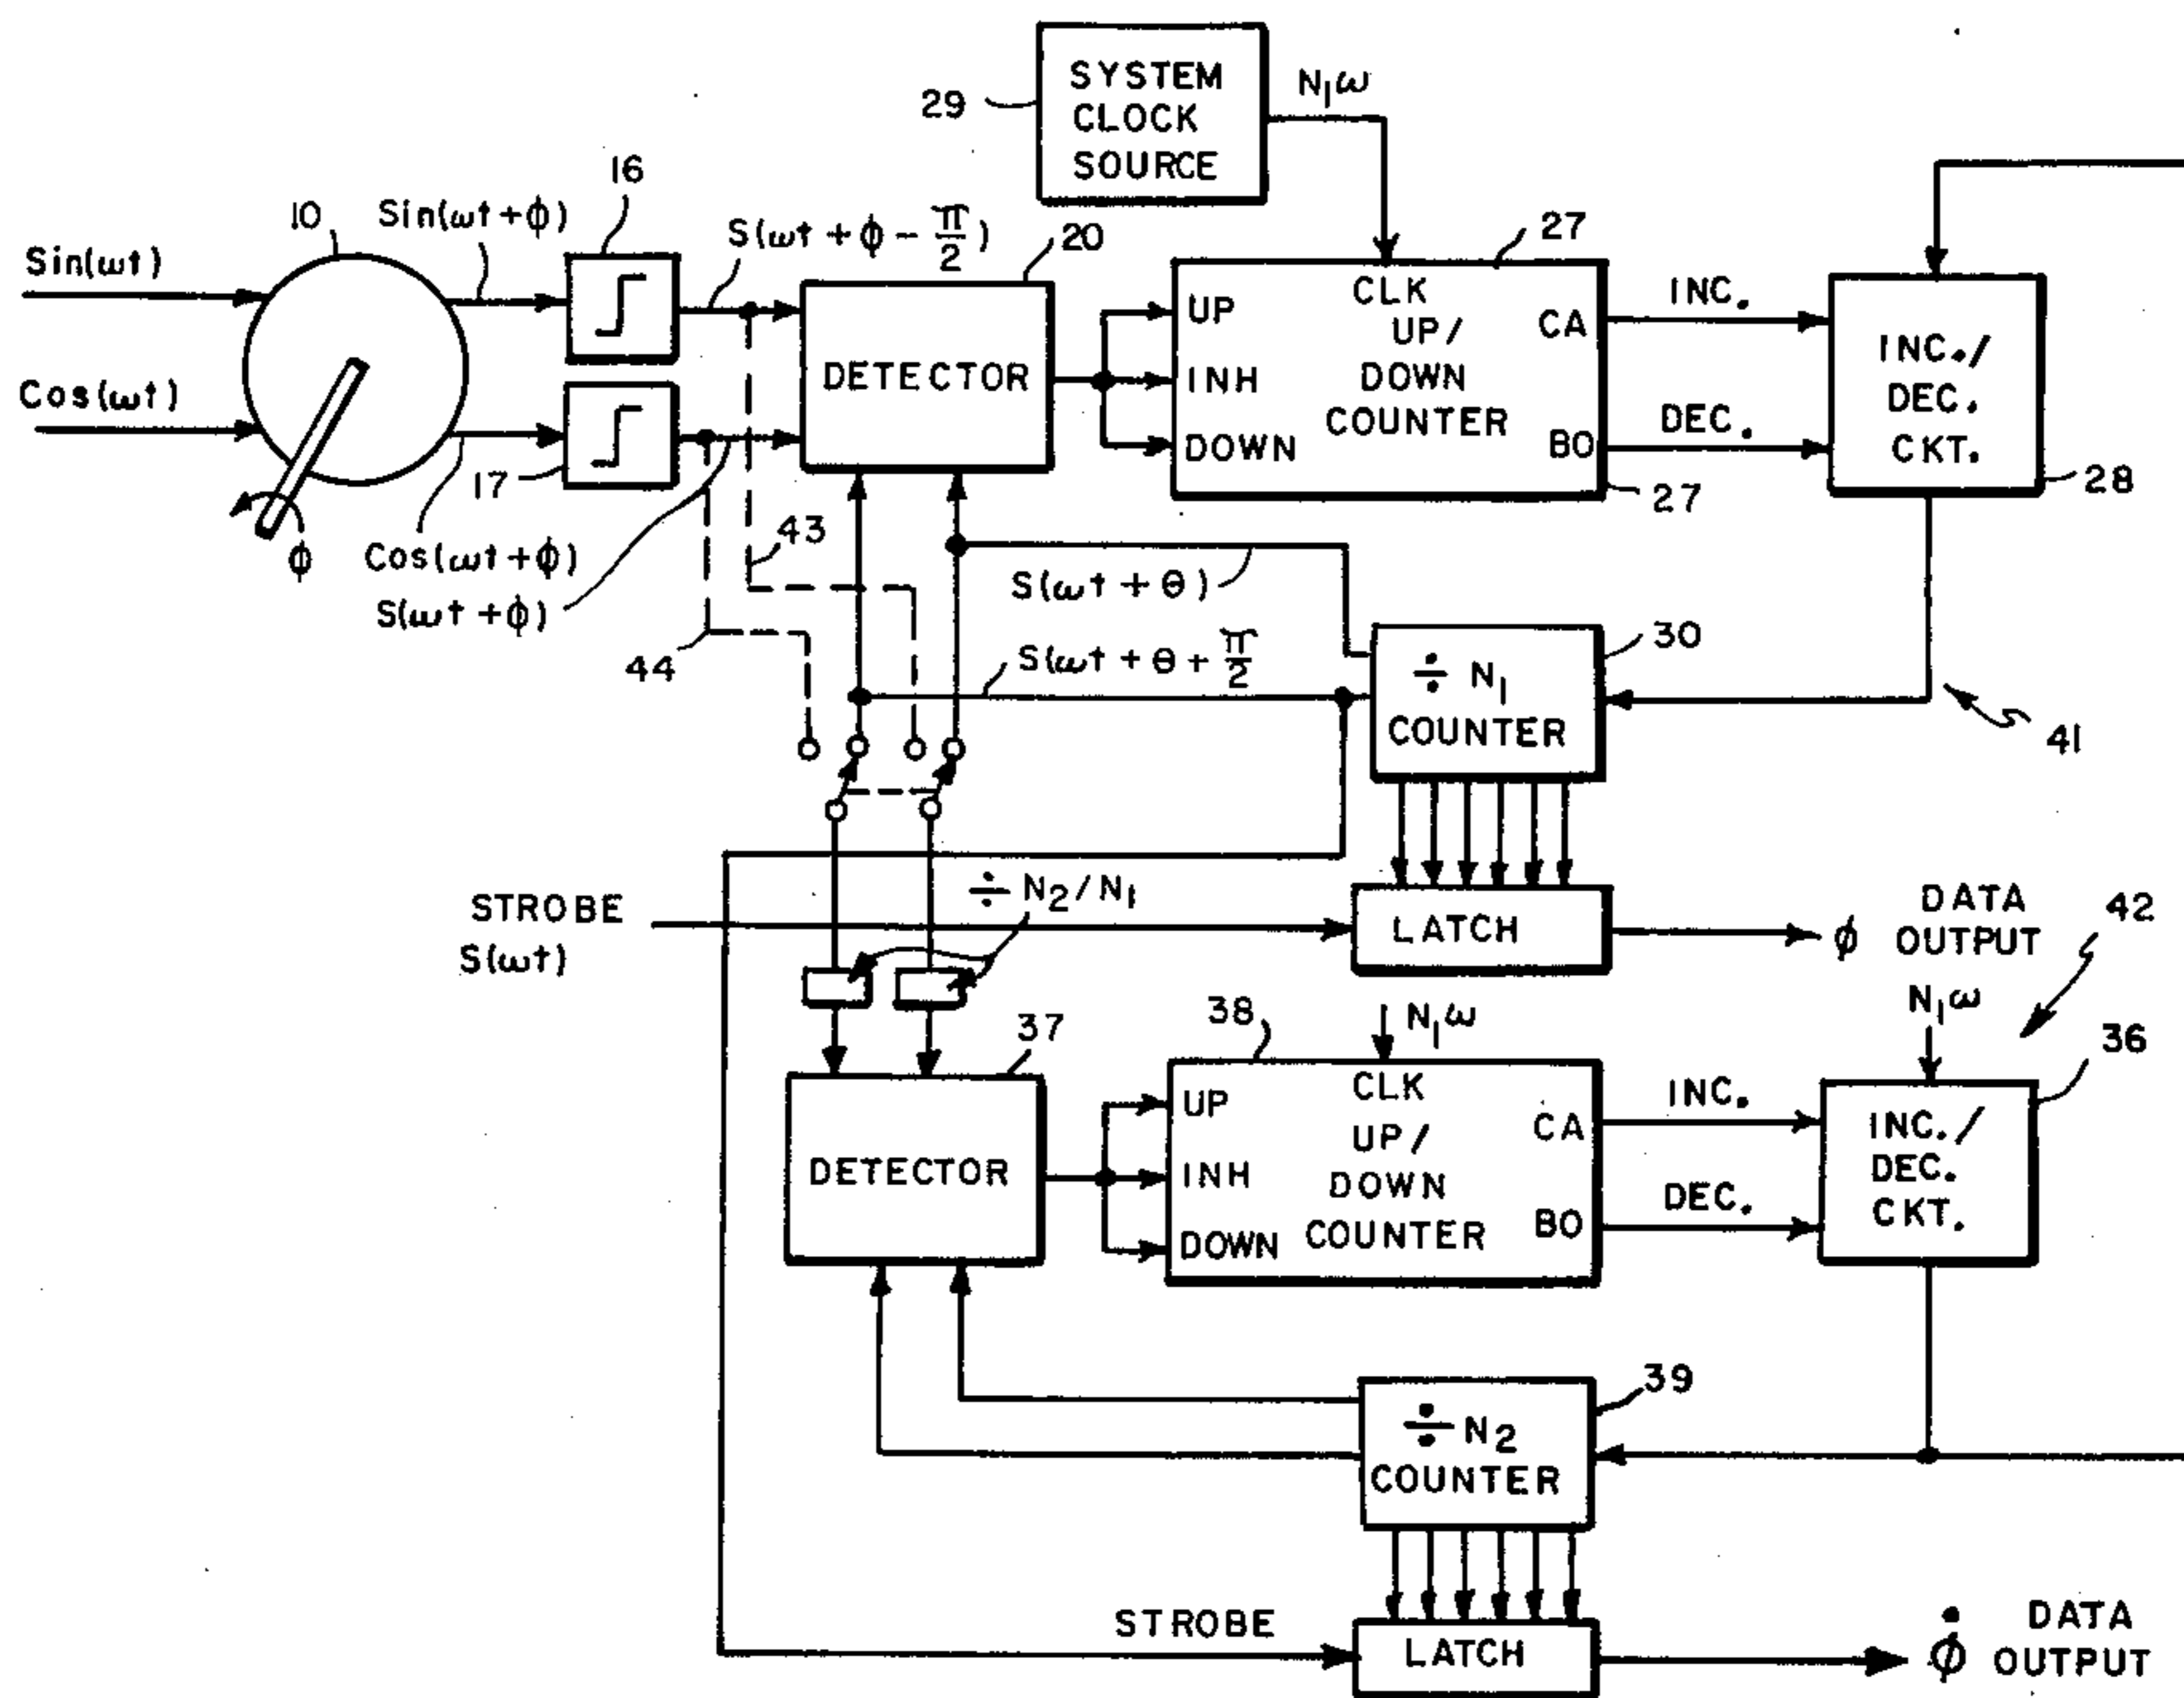 SYSTEM
CLOCK
SOURCE
29
N₁ω
16
10
Sin(ωt+ϕ)
S(ωt + ϕ - π/2)
20
27
Sin(ωt)
CLK
UP/
DOWN
COUNTER
UP
INH
DOWN
CA
BO
INC.
DEC.
INC./
DEC.
CKT.
DETECTOR
Cos(ωt)
17
27
28
43
ϕ
Cos(ωt+ϕ)
S(ωt+ϕ)
S(ωt + θ)
44
S(ωt + θ + π/2
30
÷ N₁
COUNTER
41
÷ N₂/N₁
STROBE
S(ωt)
LATCH
ϕ
DATA
OUTPUT
42
N₁ω
38
N₁ω
37
36
CLK
UP/
DOWN
COUNTER
UP
INH
DOWN
CA
BO
INC.
DEC.
INC./
DEC.
CKT.
DETECTOR
39
÷ N₂
COUNTER
STROBE
LATCH
ϕ̇
DATA
OUTPUT